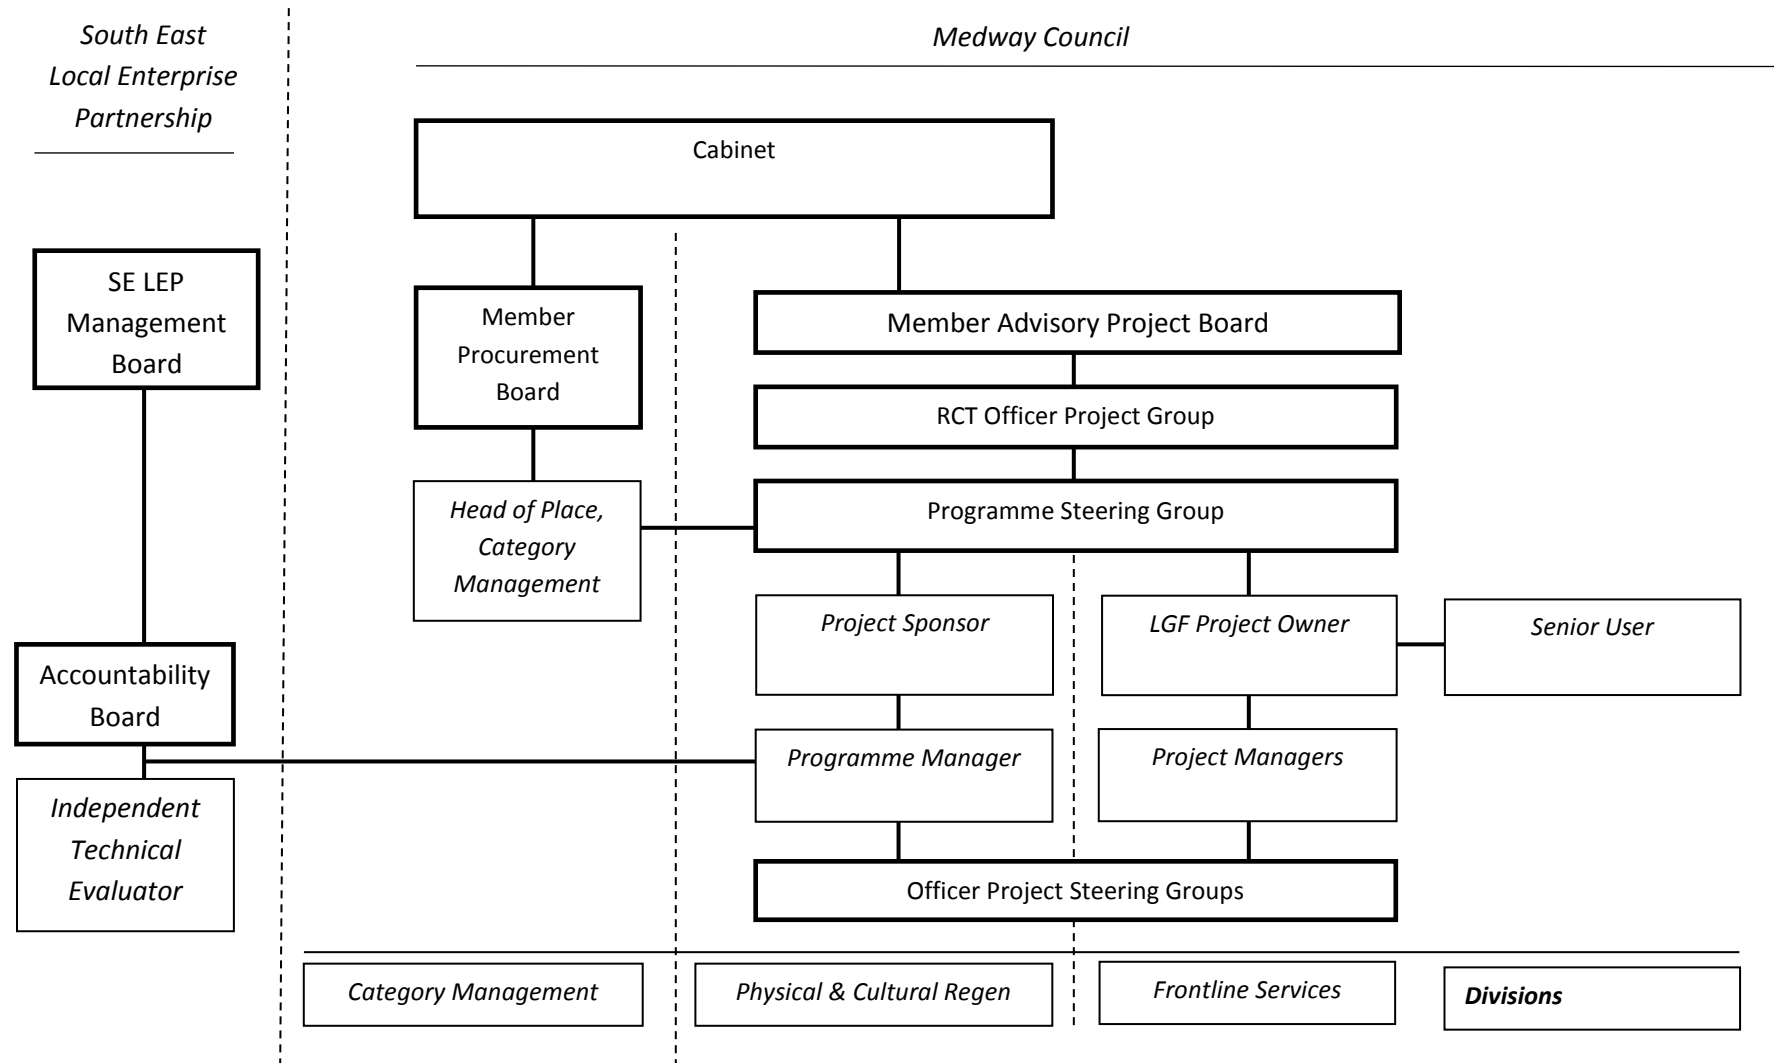 South East
Local Enterprise
Partnership
Medway Council
Cabinet
SE LEP
Management
Board
Member
Procurement
Board
Member Advisory Project Board
RCT Officer Project Group
Head of Place,
Category
Management
Programme Steering Group
Project Sponsor
LGF Project Owner
Senior User
Accountability
Board
Programme Manager
Project Managers
Independent
Technical
Evaluator
Officer Project Steering Groups
Category Management
Physical & Cultural Regen
Frontline Services
Divisions